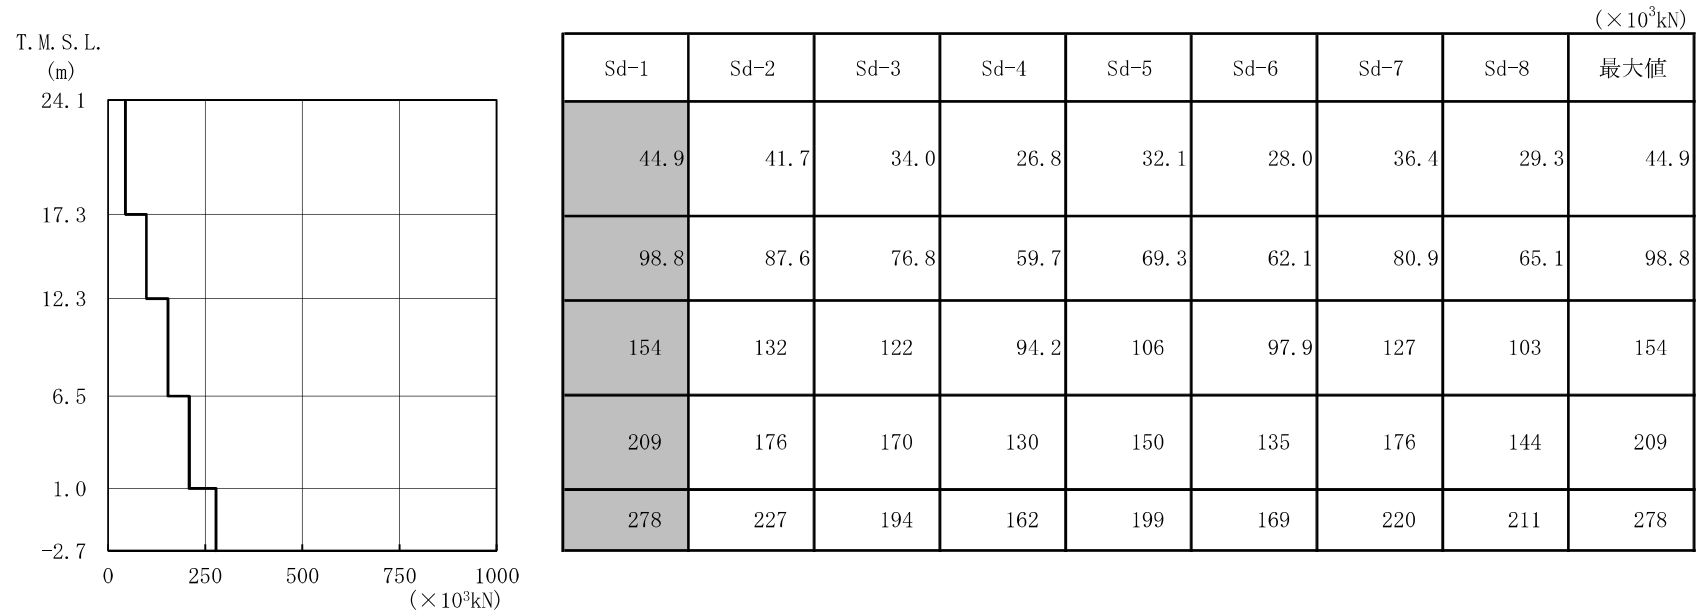 T.M.S.L.
(m)
24.1
17.3
12.3
6.5
1.0
-2.7
0 250 500 750 1000
(×10³kN)
(×10³kN)
Sd-1 Sd-2 Sd-3 Sd-4 Sd-5 Sd-6 Sd-7 Sd-8 最大値
44.9 41.7 34.0 26.8 32.1 28.0 36.4 29.3 44.9
98.8 87.6 76.8 59.7 69.3 62.1 80.9 65.1 98.8
154 132 122 94.2 106 97.9 127 103 154
209 176 170 130 150 135 176 144 209
278 227 194 162 199 169 220 211 278